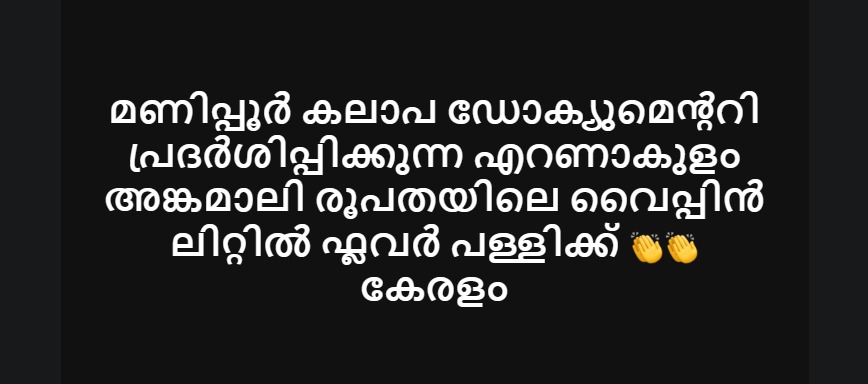 മണിപ്പൂർ കലാപ ഡോക്യുമെന്ററി
പ്രദർശിപ്പിക്കുന്ന എറണാകുളം
അങ്കമാലി രൂപതയിലെ വൈപ്പിൻ
ലിറ്റിൽ ഫ്ലവർ പള്ളിക്ക് 👏👏
കേരളം